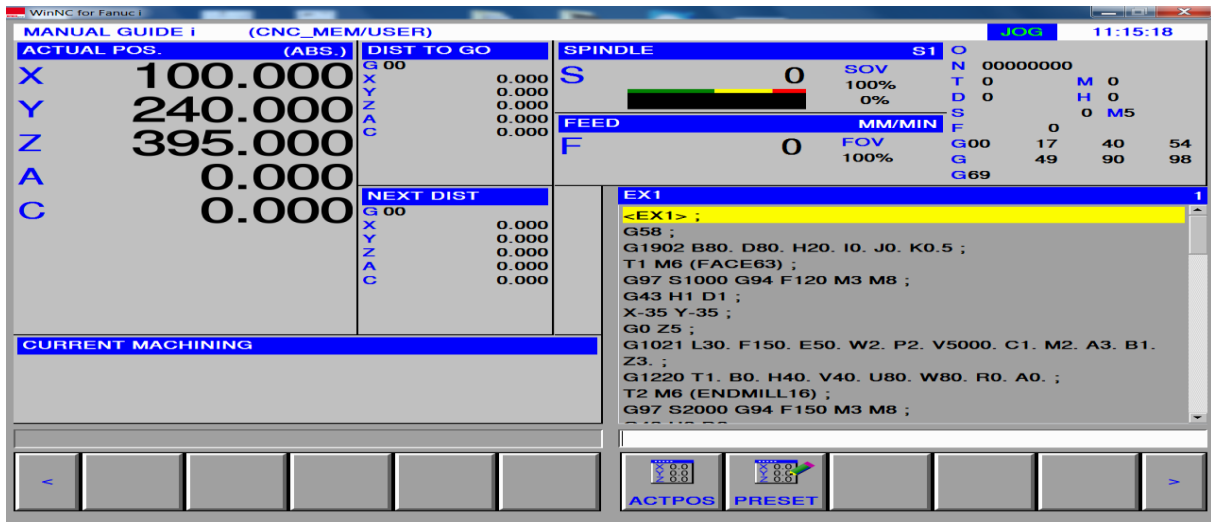 WinNC for Fanuc i
MANUAL GUIDE i (CNC_MEM/USER) JOG 11:15:18
ACTUAL POS. (ABS.)
X 100.000
Y 240.000
Z 395.000
A 0.000
C 0.000
DIST TO GO
G 00
X 0.000
Y 0.000
Z 0.000
A 0.000
C 0.000
NEXT DIST
G 00
X 0.000
Y 0.000
Z 0.000
A 0.000
C 0.000
SPINDLE S1
S 0 SOV
100%
0%
FEED MM/MIN
F 0 FOV
100%
O
N 00000000
T 0 M 0
D 0 H 0
S 0 M5
F 0
G00 17 40 54
G 49 90 98
G69
CURRENT MACHINING
EX1 1
<EX1> ;
G58 ;
G1902 B80. D80. H20. I0. J0. K0.5 ;
T1 M6 (FACE63) ;
G97 S1000 G94 F120 M3 M8 ;
G43 H1 D1 ;
X-35 Y-35 ;
G0 Z5 ;
G1021 L30. F150. E50. W2. P2. V5000. C1. M2. A3. B1.
Z3. ;
G1220 T1. B0. H40. V40. U80. W80. R0. A0. ;
T2 M6 (ENDMILL16) ;
G97 S2000 G94 F150 M3 M8 ;
< ACTPOS PRESET >